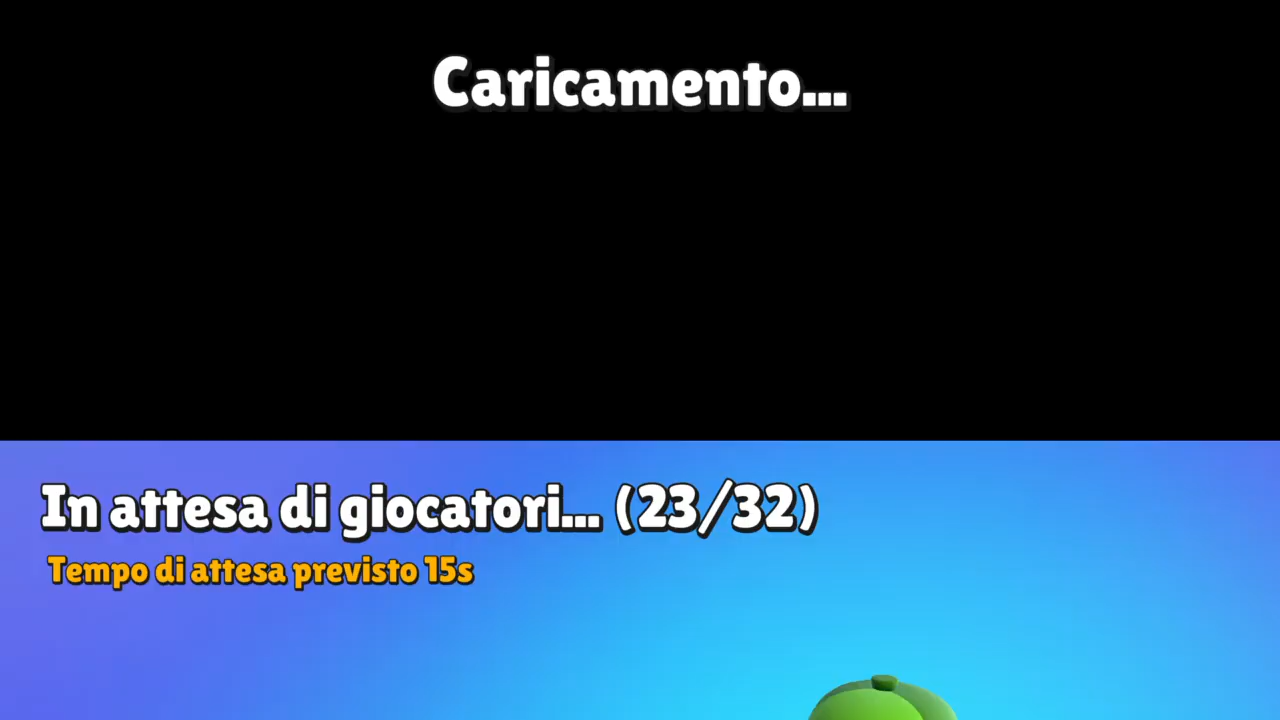 Caricamento...
In attesa di giocatori... (23/32)
Tempo di attesa previsto 15s